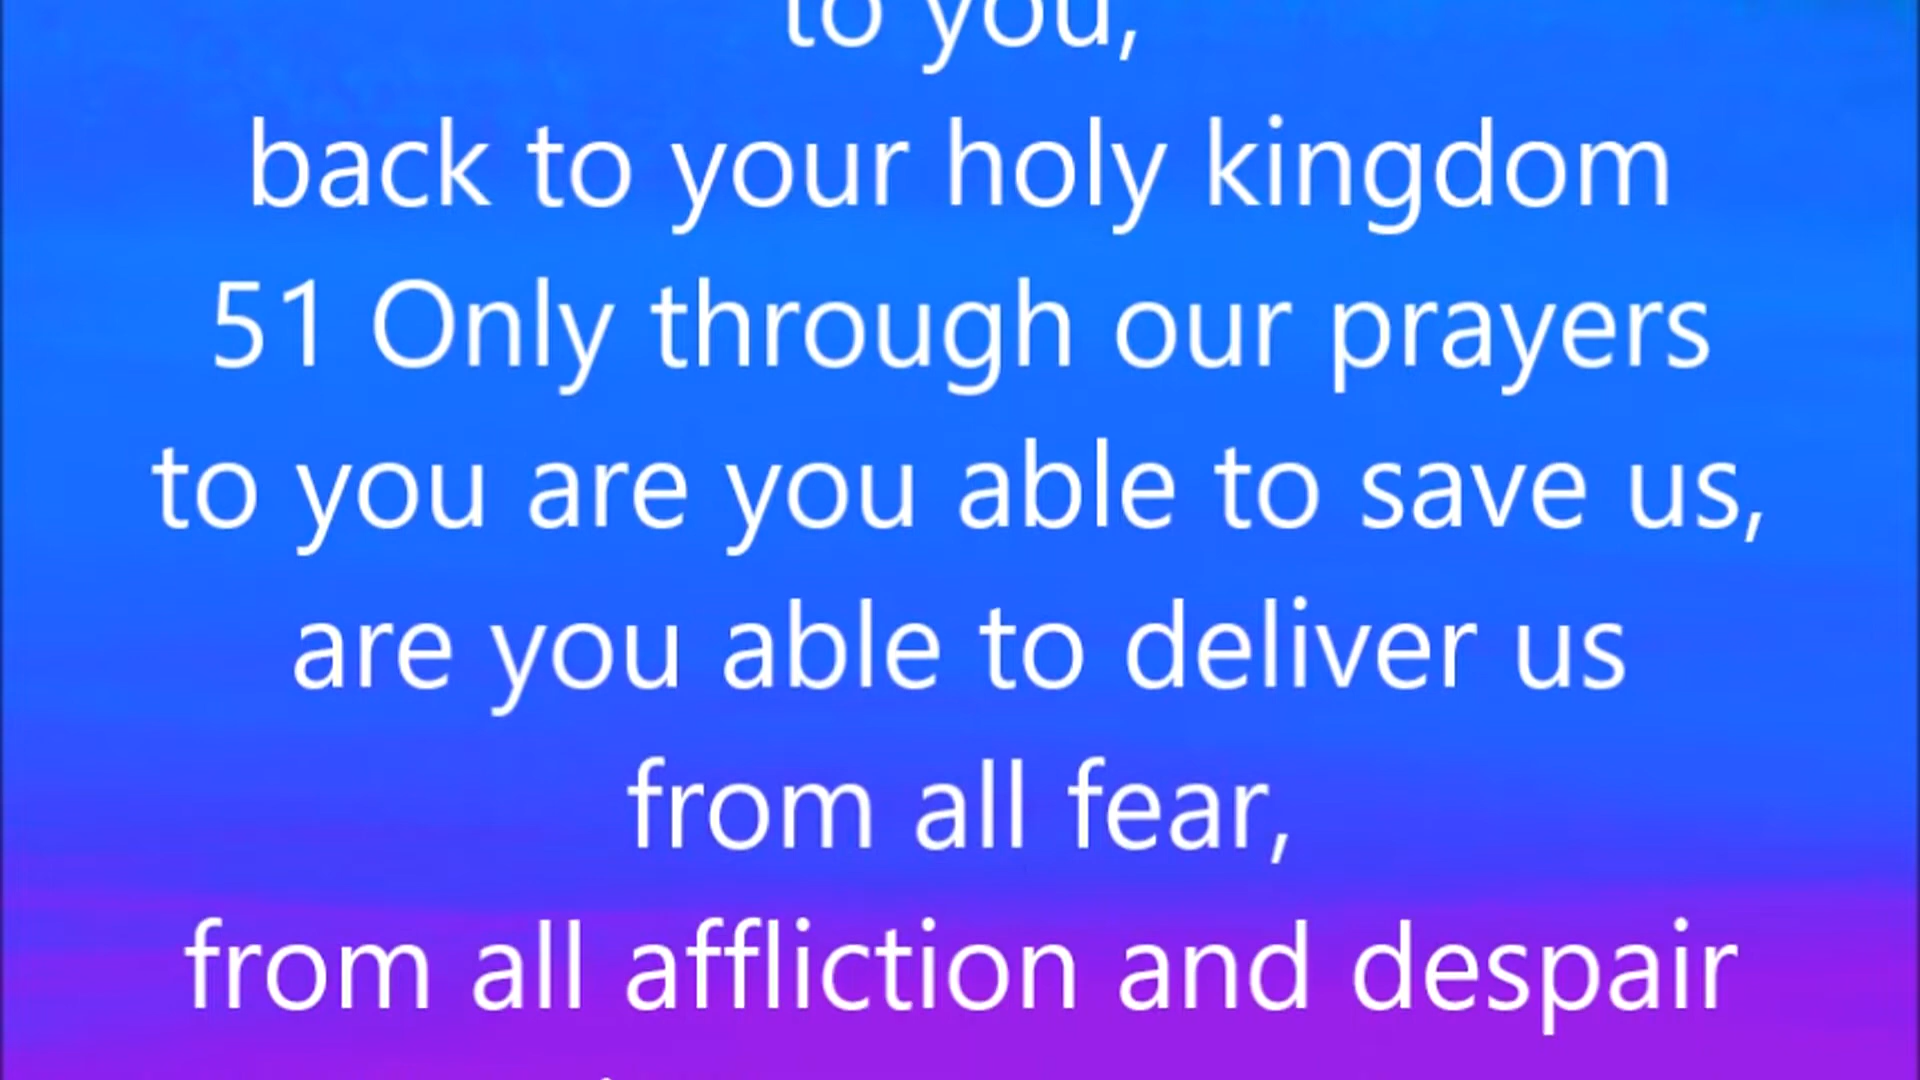 to you,
back to your holy kingdom
51 Only through our prayers
to you are you able to save us,
are you able to deliver us
from all fear,
from all affliction and despair